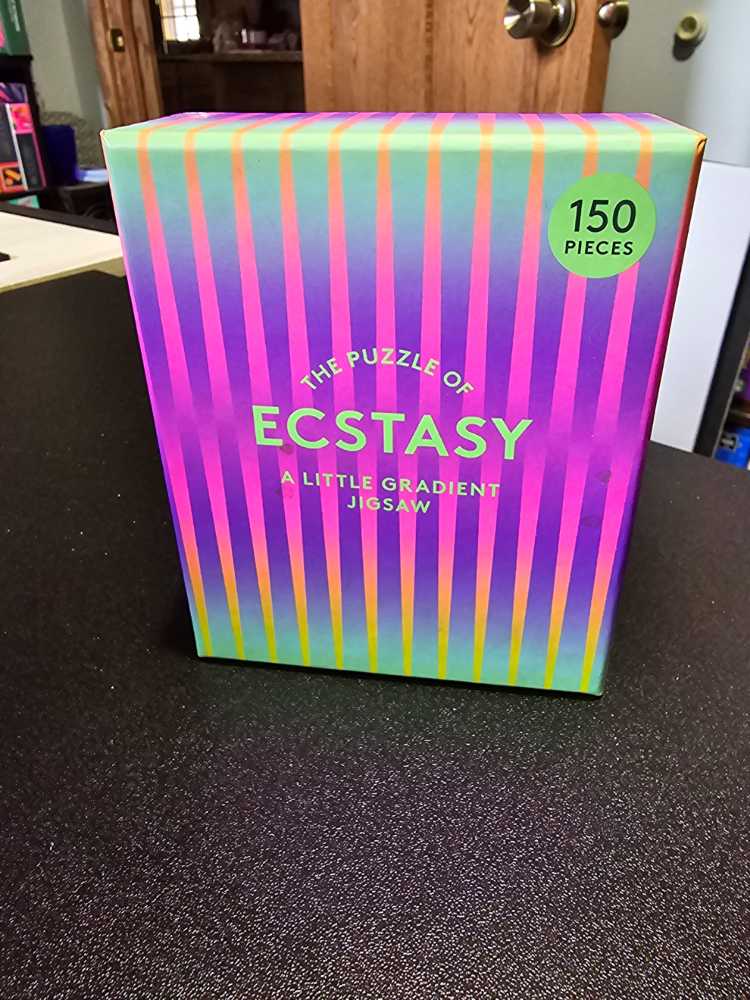 150
PIECES
THE PUZZLE OF
ECSTASY
A LITTLE GRADIENT
JIGSAW